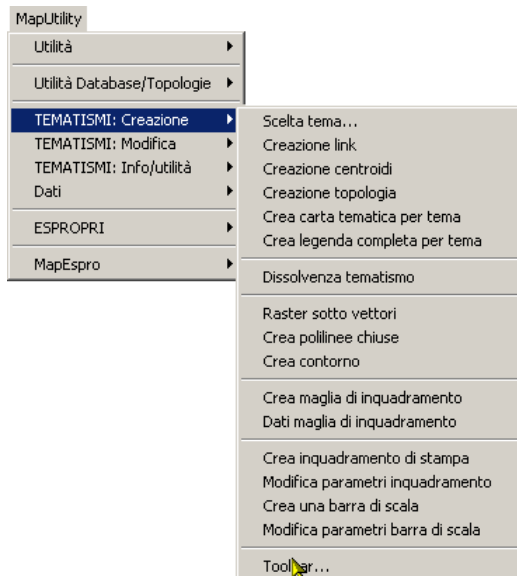 MapUtility
Utilità
Utilità Database/Topologie
TEMATISMI: Creazione
TEMATISMI: Modifica
TEMATISMI: Info/utilità
Dati
ESPROPRI
MapEspro
Scelta tema...
Creazione link
Creazione centroidi
Creazione topologia
Crea carta tematica per tema
Crea legenda completa per tema
Dissolvenza tematismo
Raster sotto vettori
Crea polilinee chiuse
Crea contorno
Crea maglia di inquadramento
Dati maglia di inquadramento
Crea inquadramento di stampa
Modifica parametri inquadramento
Crea una barra di scala
Modifica parametri barra di scala
Toolbar...